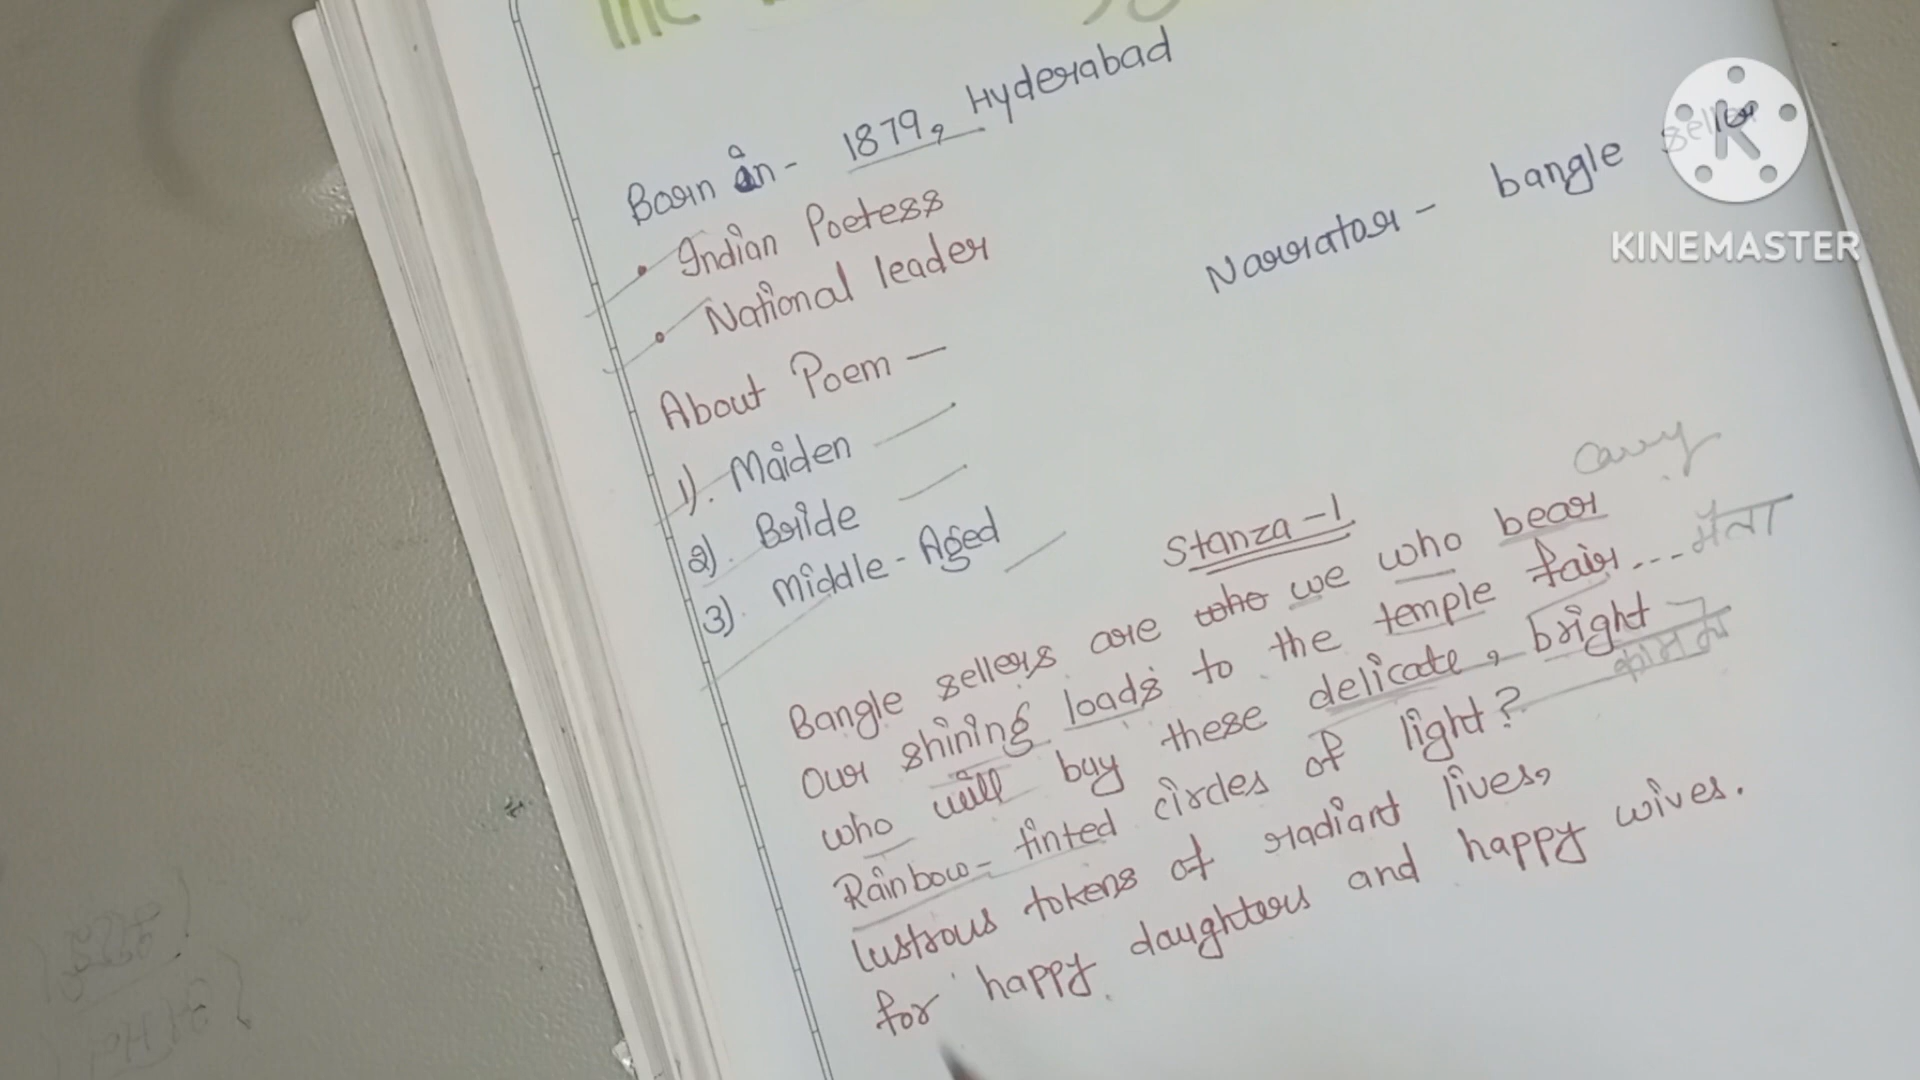 The
Born in - 1879, Hyderabad
• Indian Poetess
• National leader
Narrator - bangle seller
KINEMASTER
About Poem -
1). Maiden
2). Bride
3). Middle-Aged
carry
Stanza-1
Bangle sellers are who we who bear
Our shining loads to the temple fair... मेला
who will buy these delicate, bright
Rainbow-tinted circles of light?
lustrous tokens of radiant lives,
for happy daughters and happy wives.